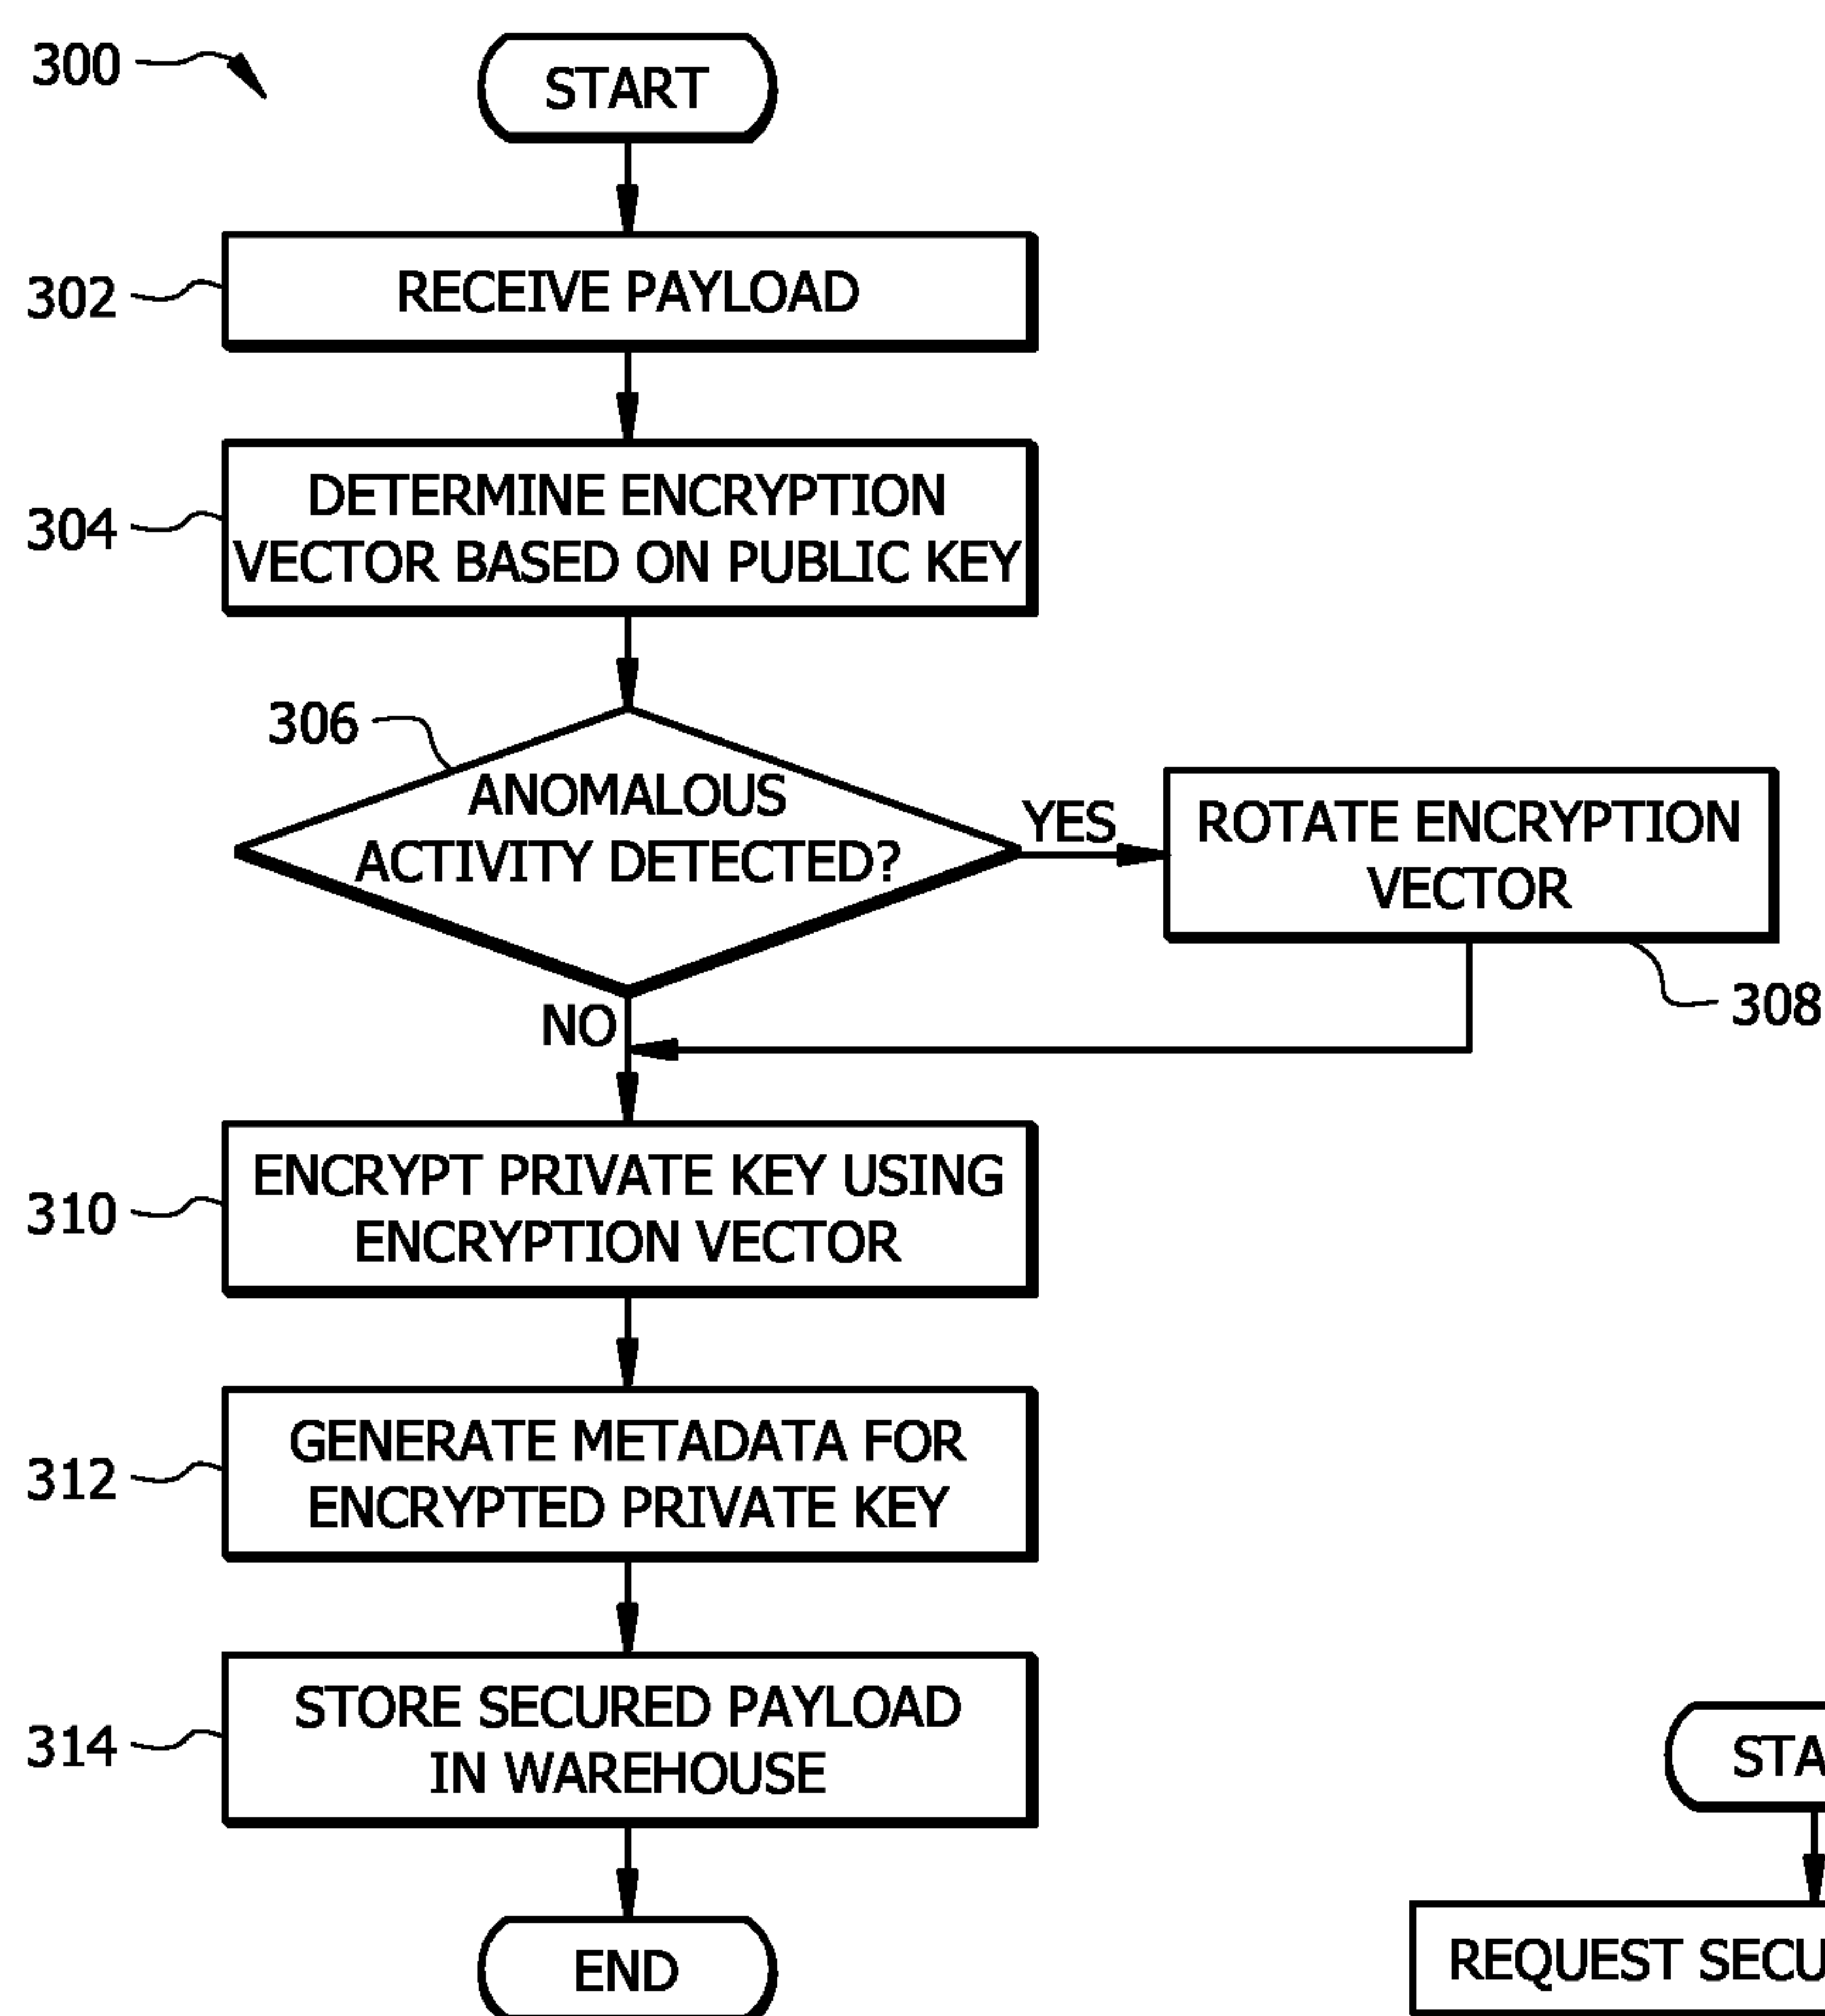 300
START
302
RECEIVE PAYLOAD
304
DETERMINE ENCRYPTION
VECTOR BASED ON PUBLIC KEY
306
ANOMALOUS
ACTIVITY DETECTED?
YES
ROTATE ENCRYPTION
VECTOR
308
NO
310
ENCRYPT PRIVATE KEY USING
ENCRYPTION VECTOR
312
GENERATE METADATA FOR
ENCRYPTED PRIVATE KEY
314
STORE SECURED PAYLOAD
IN WAREHOUSE
END
REQUEST